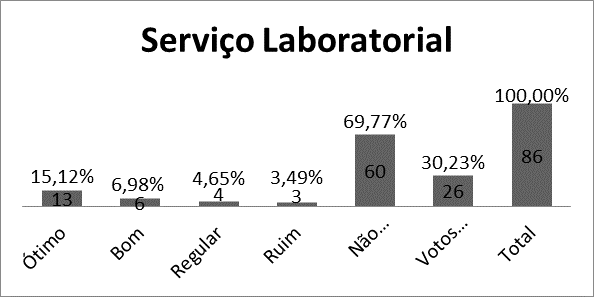 Serviço Laboratorial
15,12%
13
6,98%
6
4,65%
4
3,49%
3
69,77%
60
30,23%
26
100,00%
86
Ótimo
Bom
Regular
Ruim
Não...
Votos...
Total